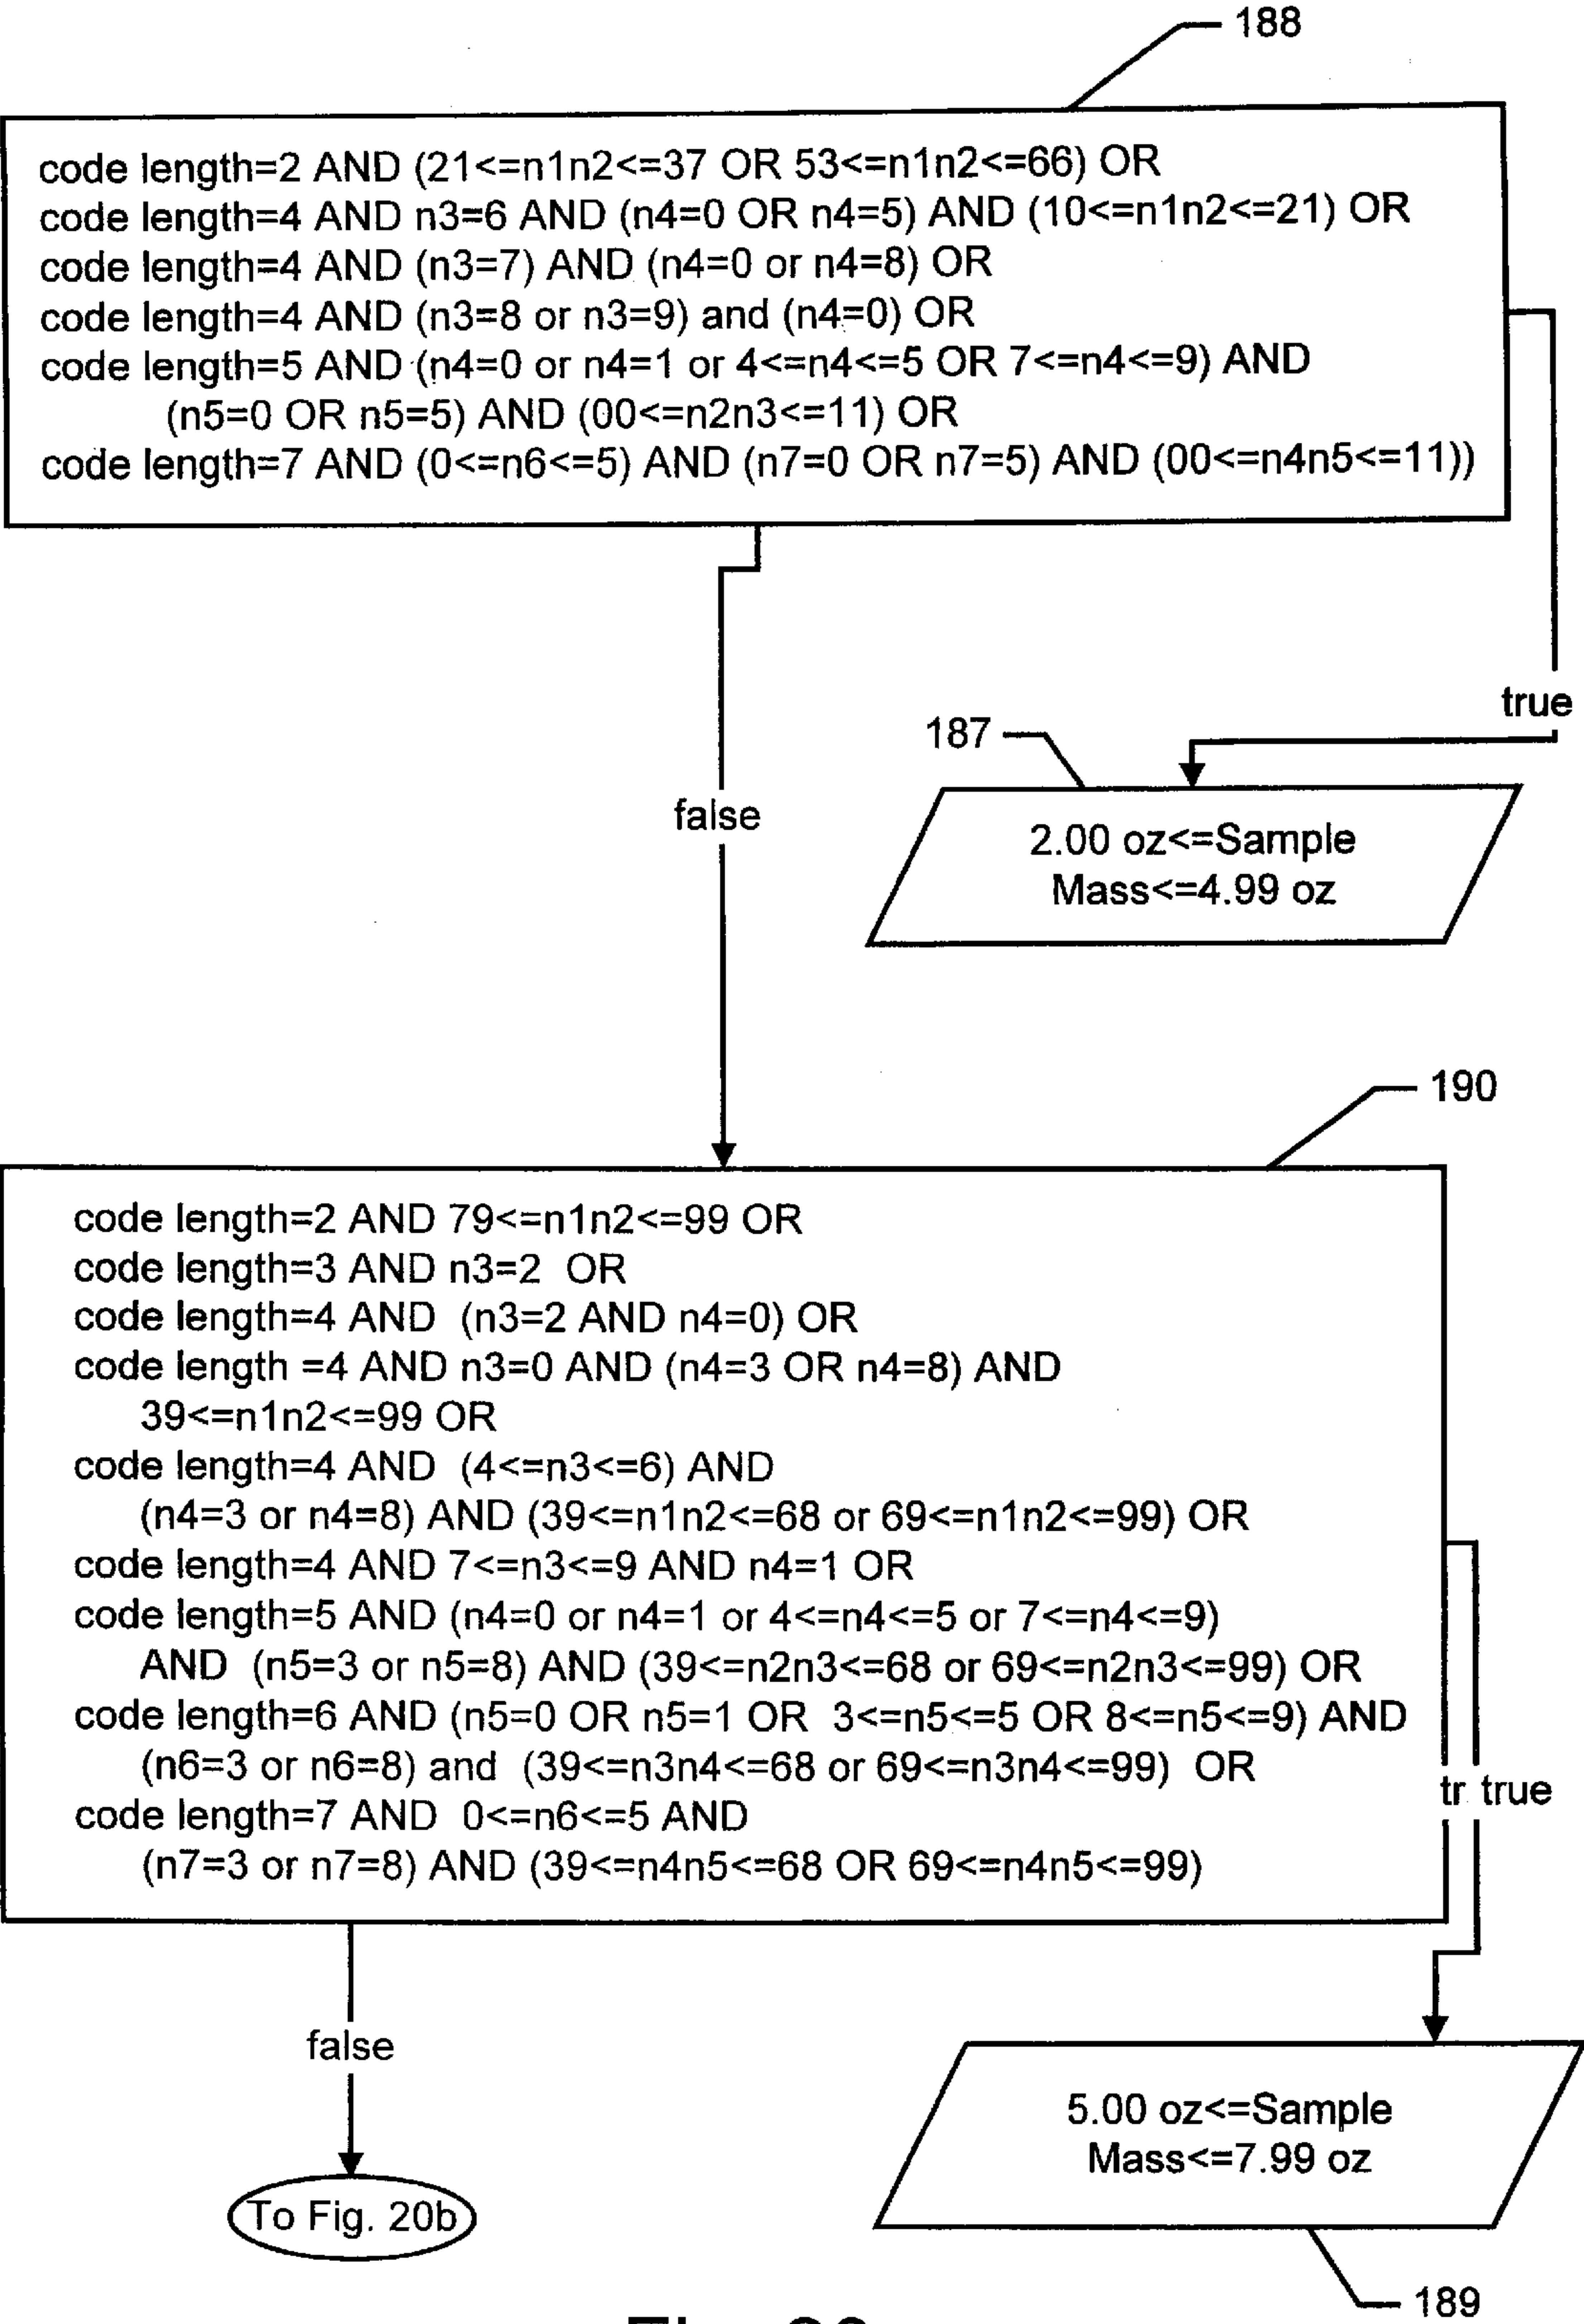 188
code length=2 AND (21<=n1n2<=37 OR 53<=n1n2<=66) OR
code length=4 AND n3=6 AND (n4=0 OR n4=5) AND (10<=n1n2<=21) OR
code length=4 AND (n3=7) AND (n4=0 or n4=8) OR
code length=4 AND (n3=8 or n3=9) and (n4=0) OR
code length=5 AND (n4=0 or n4=1 or 4<=n4<=5 OR 7<=n4<=9) AND
(n5=0 OR n5=5) AND (00<=n2n3<=11) OR
code length=7 AND (0<=n6<=5) AND (n7=0 OR n7=5) AND (00<=n4n5<=11))
true
187
false
2.00 oz<=Sample
Mass<=4.99 oz
190
code length=2 AND 79<=n1n2<=99 OR
code length=3 AND n3=2 OR
code length=4 AND (n3=2 AND n4=0) OR
code length =4 AND n3=0 AND (n4=3 OR n4=8) AND
39<=n1n2<=99 OR
code length=4 AND (4<=n3<=6) AND
(n4=3 or n4=8) AND (39<=n1n2<=68 or 69<=n1n2<=99) OR
code length=4 AND 7<=n3<=9 AND n4=1 OR
code length=5 AND (n4=0 or n4=1 or 4<=n4<=5 or 7<=n4<=9)
AND (n5=3 or n5=8) AND (39<=n2n3<=68 or 69<=n2n3<=99) OR
code length=6 AND (n5=0 OR n5=1 OR 3<=n5<=5 OR 8<=n5<=9) AND
(n6=3 or n6=8) and (39<=n3n4<=68 or 69<=n3n4<=99) OR
code length=7 AND 0<=n6<=5 AND
(n7=3 or n7=8) AND (39<=n4n5<=68 OR 69<=n4n5<=99)
tr true
false
5.00 oz<=Sample
Mass<=7.99 oz
To Fig. 20b
189